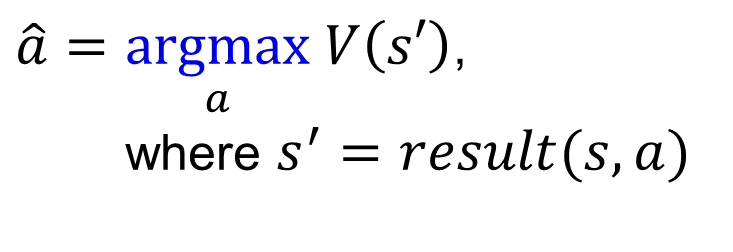 â = argmax V(s′),
a
where s′ = result(s, a)